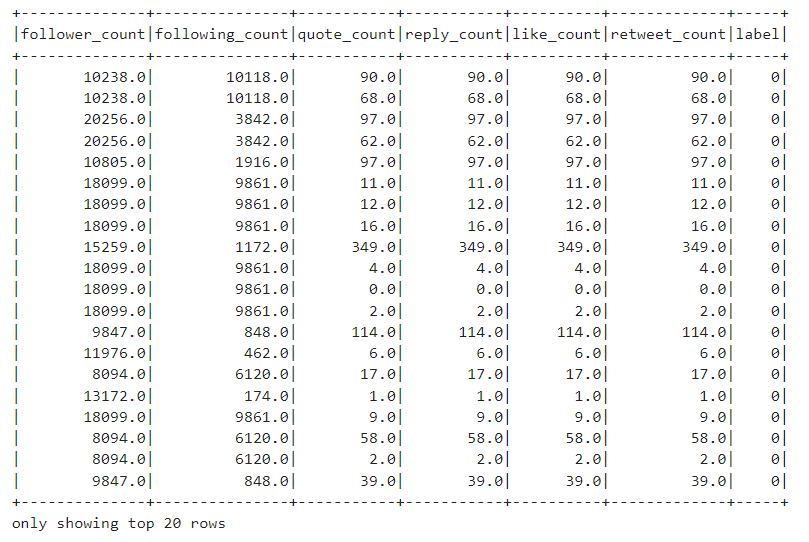 +--------------+---------------+-----------+-----------+----------+-------------+-----+
|follower_count|following_count|quote_count|reply_count|like_count|retweet_count|label|
+--------------+---------------+-----------+-----------+----------+-------------+-----+
|       10238.0|        10118.0|       90.0|       90.0|      90.0|         90.0|    0|
|       10238.0|        10118.0|       68.0|       68.0|      68.0|         68.0|    0|
|       20256.0|         3842.0|       97.0|       97.0|      97.0|         97.0|    0|
|       20256.0|         3842.0|       62.0|       62.0|      62.0|         62.0|    0|
|       10805.0|         1916.0|       97.0|       97.0|      97.0|         97.0|    0|
|       18099.0|         9861.0|       11.0|       11.0|      11.0|         11.0|    0|
|       18099.0|         9861.0|       12.0|       12.0|      12.0|         12.0|    0|
|       18099.0|         9861.0|       16.0|       16.0|      16.0|         16.0|    0|
|       15259.0|         1172.0|      349.0|      349.0|     349.0|        349.0|    0|
|       18099.0|         9861.0|        4.0|        4.0|       4.0|          4.0|    0|
|       18099.0|         9861.0|        0.0|        0.0|       0.0|          0.0|    0|
|       18099.0|         9861.0|        2.0|        2.0|       2.0|          2.0|    0|
|        9847.0|          848.0|      114.0|      114.0|     114.0|        114.0|    0|
|       11976.0|          462.0|        6.0|        6.0|       6.0|          6.0|    0|
|        8094.0|         6120.0|       17.0|       17.0|      17.0|         17.0|    0|
|       13172.0|          174.0|        1.0|        1.0|       1.0|          1.0|    0|
|       18099.0|         9861.0|        9.0|        9.0|       9.0|          9.0|    0|
|        8094.0|         6120.0|       58.0|       58.0|      58.0|         58.0|    0|
|        8094.0|         6120.0|        2.0|        2.0|       2.0|          2.0|    0|
|        9847.0|          848.0|       39.0|       39.0|      39.0|         39.0|    0|
+--------------+---------------+-----------+-----------+----------+-------------+-----+
only showing top 20 rows